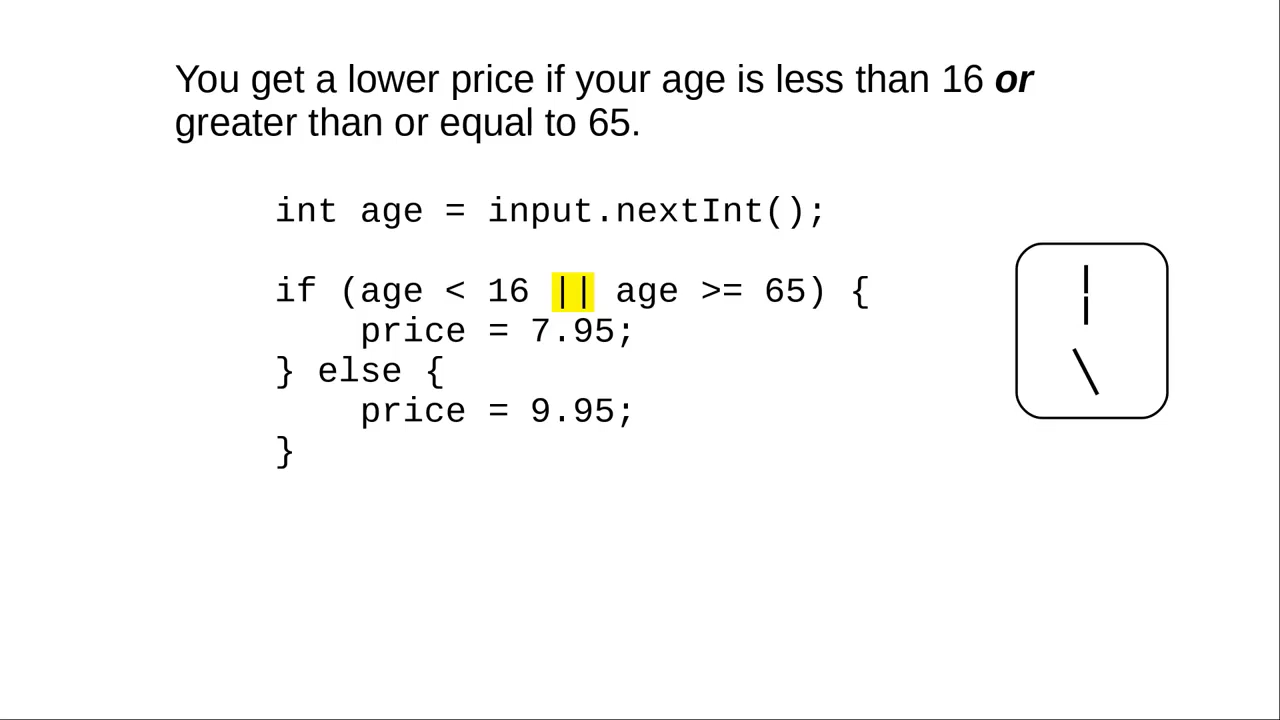 You get a lower price if your age is less than 16 or
greater than or equal to 65.
int age = input.nextInt();
if (age < 16 || age >= 65) {
    price = 7.95;
} else {
    price = 9.95;
}
|
\